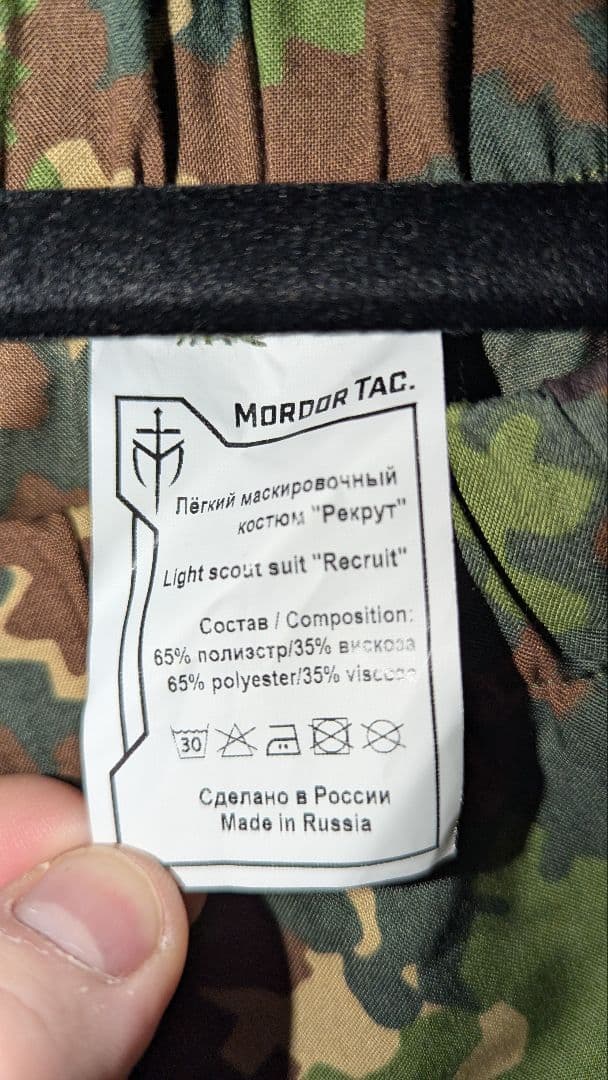 MORDOR TAC.
Лёгкий маскировочный
костюм "Рекрут"
Light scout suit "Recruit"
Состав / Composition:
65% полиэстр/35% вискоза
65% polyester/35% viscose
30
Сделано в России
Made in Russia